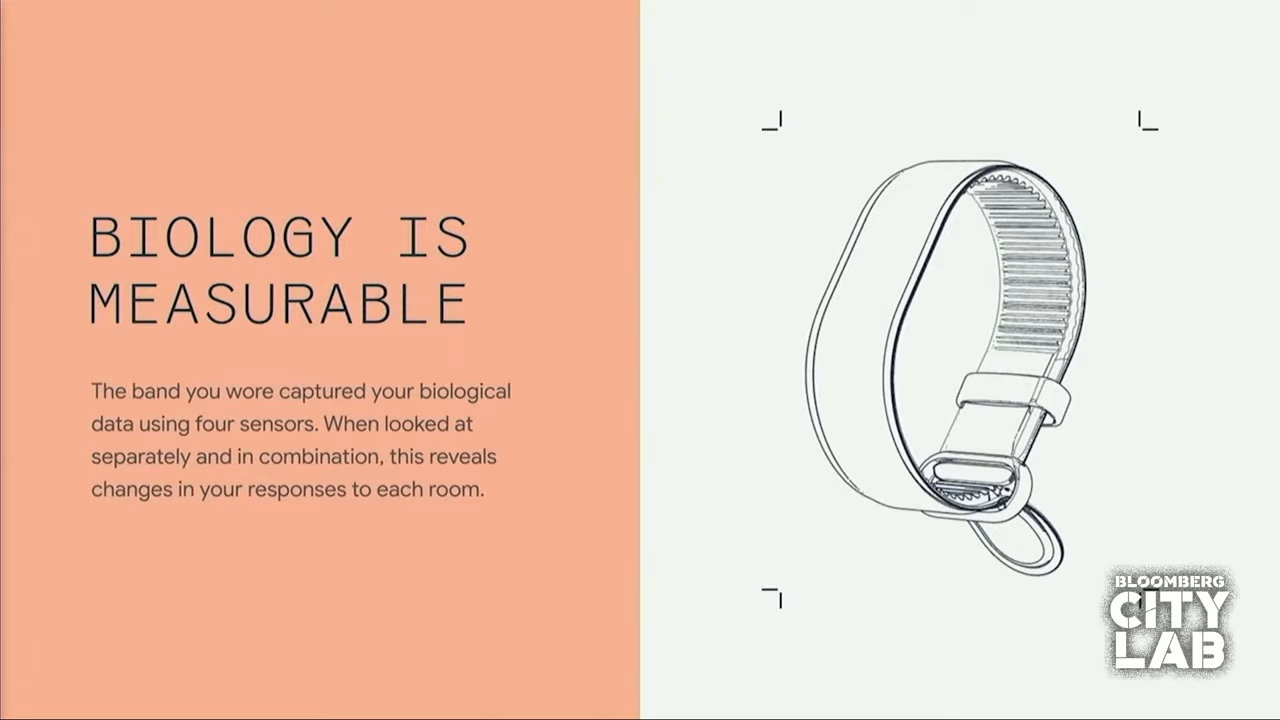 BIOLOGY IS
MEASURABLE
The band you wore captured your biological
data using four sensors. When looked at
separately and in combination, this reveals
changes in your responses to each room.
BLOOMBERG
CITY
LAB